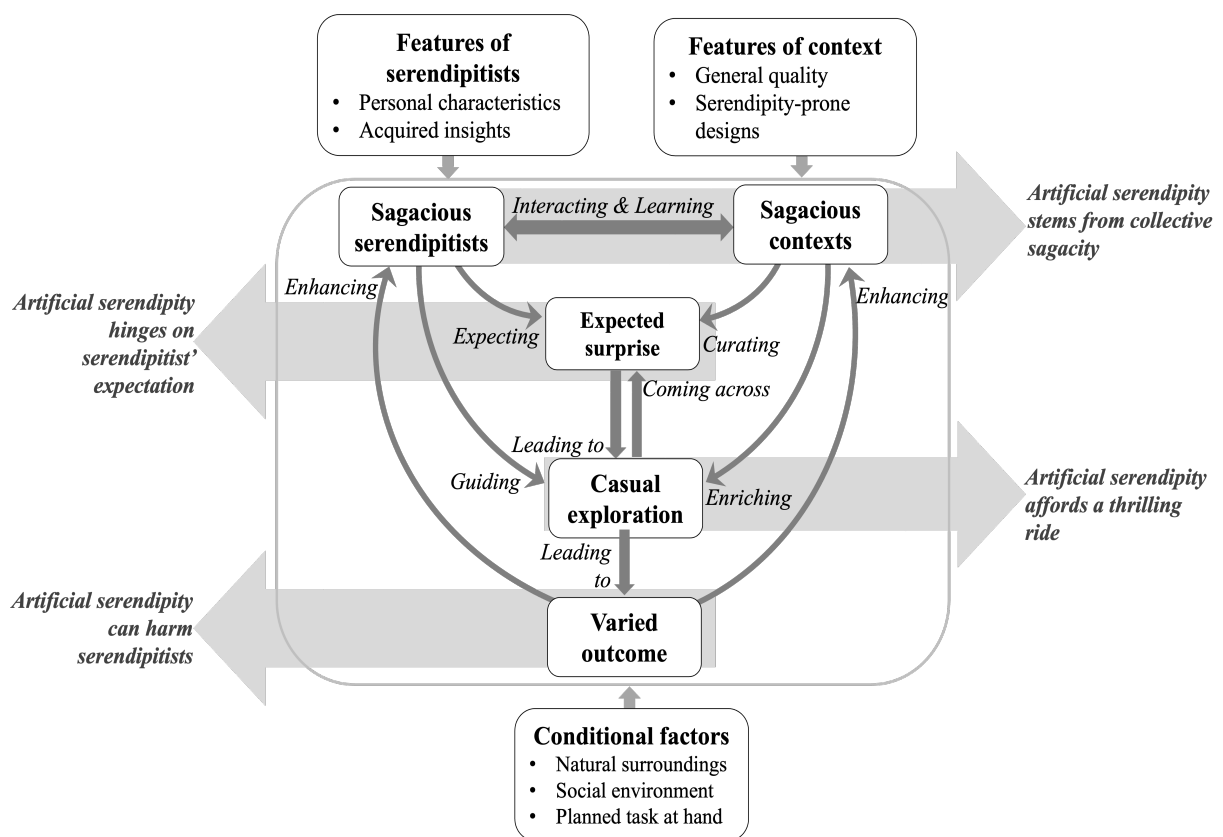 Features of
serendipitists
• Personal characteristics
• Acquired insights
Features of context
• General quality
• Serendipity-prone
designs
Sagacious
serendipitists
Interacting & Learning
Sagacious
contexts
Artificial serendipity
stems from collective
sagacity
Enhancing
Enhancing
Artificial serendipity
hinges on
serendipitist’
expectation
Expecting
Expected
surprise
Curating
Coming across
Leading to
Guiding
Casual
exploration
Enriching
Artificial serendipity
affords a thrilling
ride
Leading
to
Artificial serendipity
can harm
serendipitists
Varied
outcome
Conditional factors
• Natural surroundings
• Social environment
• Planned task at hand